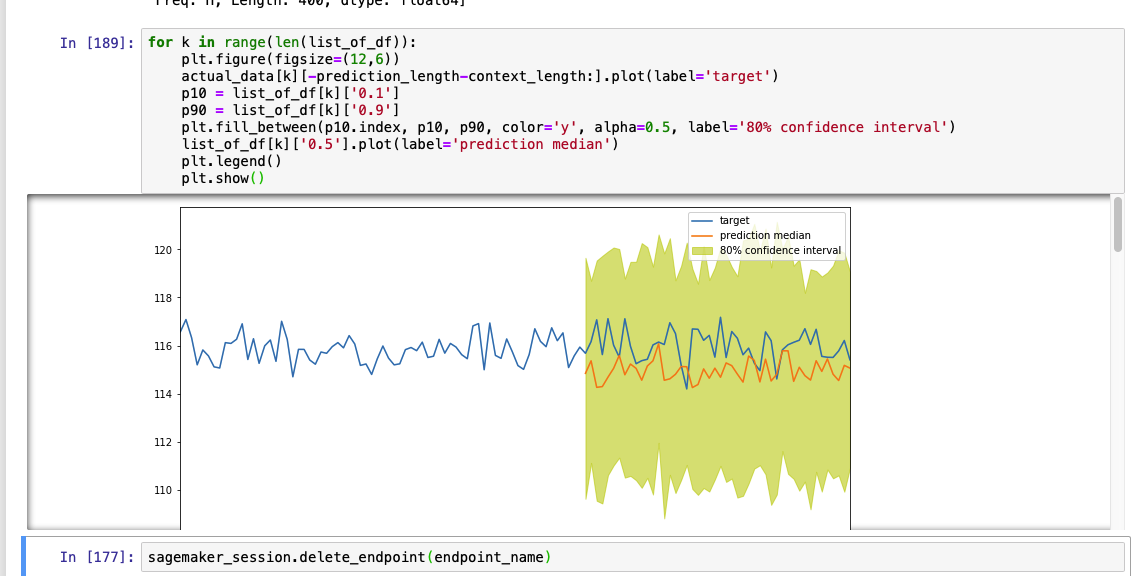 freq: H, Length: 400, dtype: float64]
In [189]:
for k in range(len(list_of_df)):
    plt.figure(figsize=(12,6))
    actual_data[k][-prediction_length-context_length:].plot(label='target')
    p10 = list_of_df[k]['0.1']
    p90 = list_of_df[k]['0.9']
    plt.fill_between(p10.index, p10, p90, color='y', alpha=0.5, label='80% confidence interval')
    list_of_df[k]['0.5'].plot(label='prediction median')
    plt.legend()
    plt.show()
target
prediction median
80% confidence interval
120
118
116
114
112
110
In [177]:
sagemaker_session.delete_endpoint(endpoint_name)